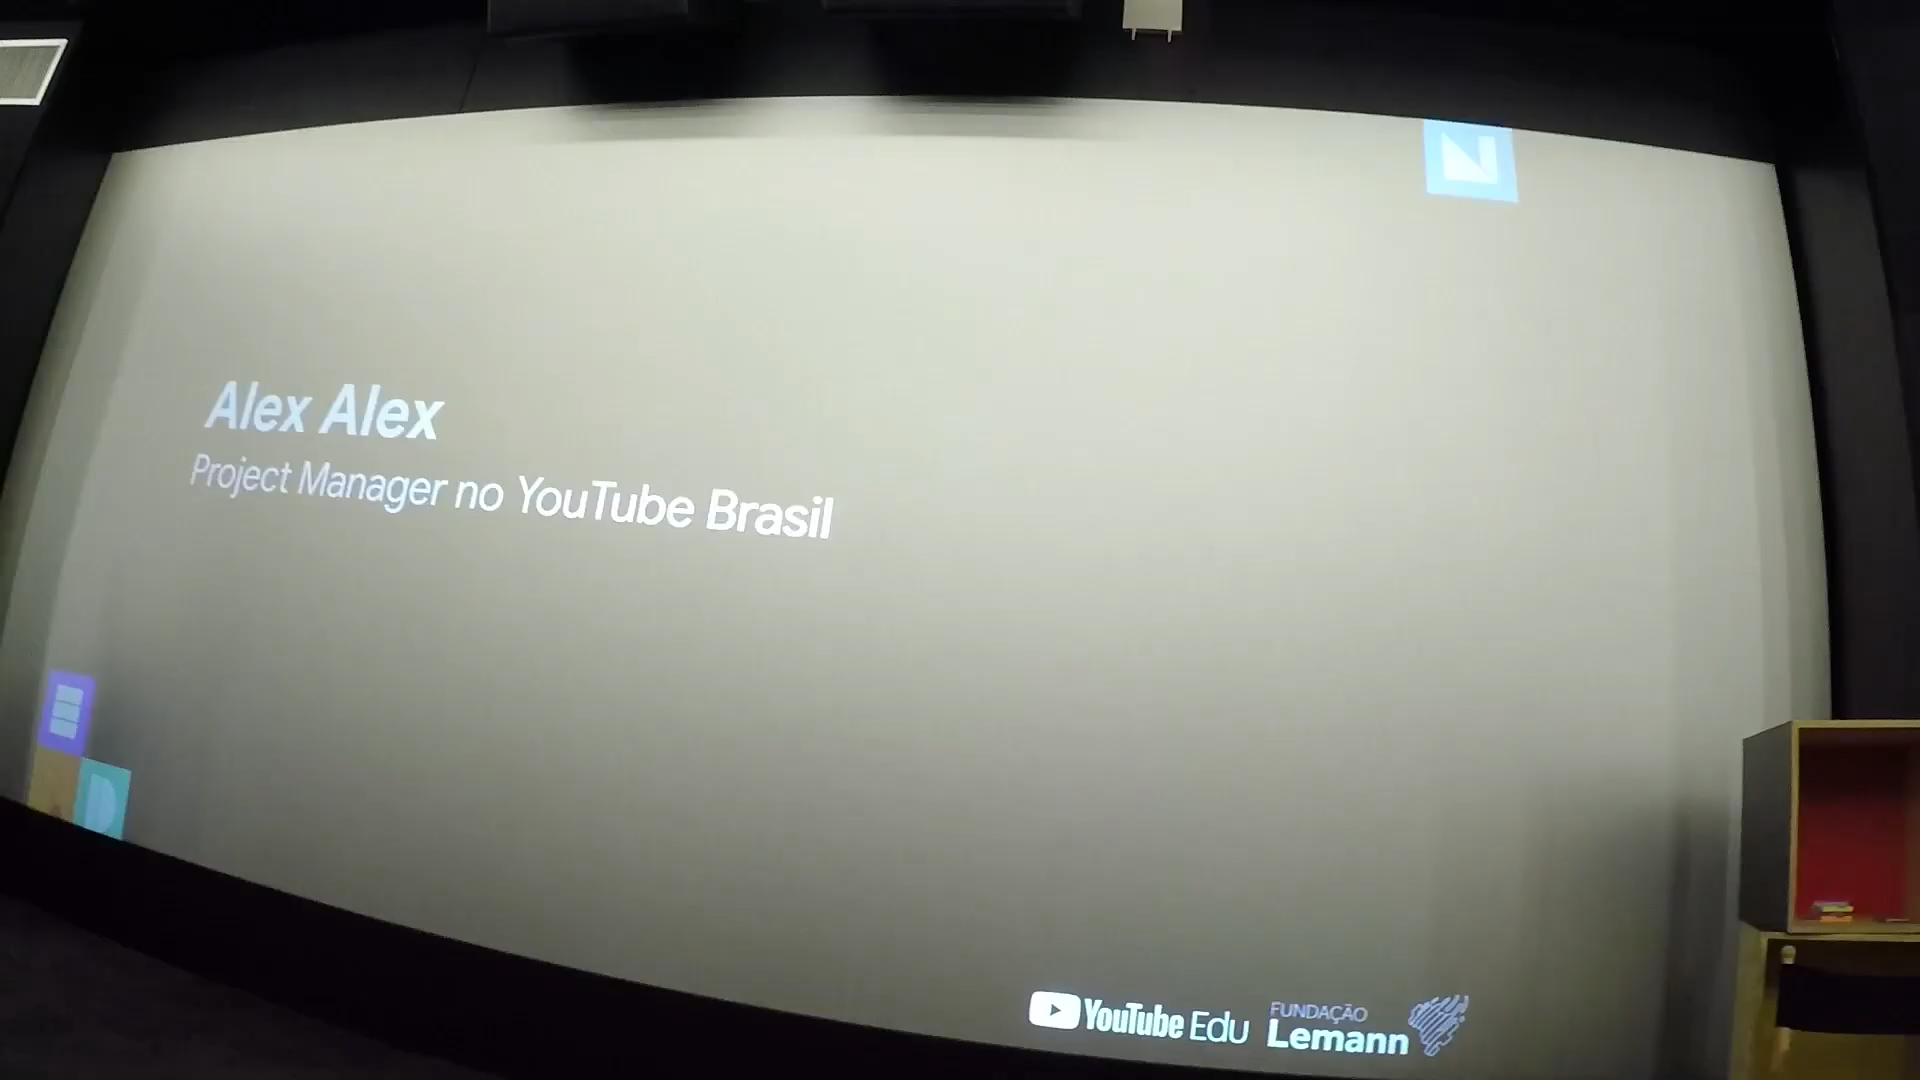 N
Alex Alex
Project Manager no YouTube Brasil
D
YouTube Edu
FUNDAÇÃO
Lemann